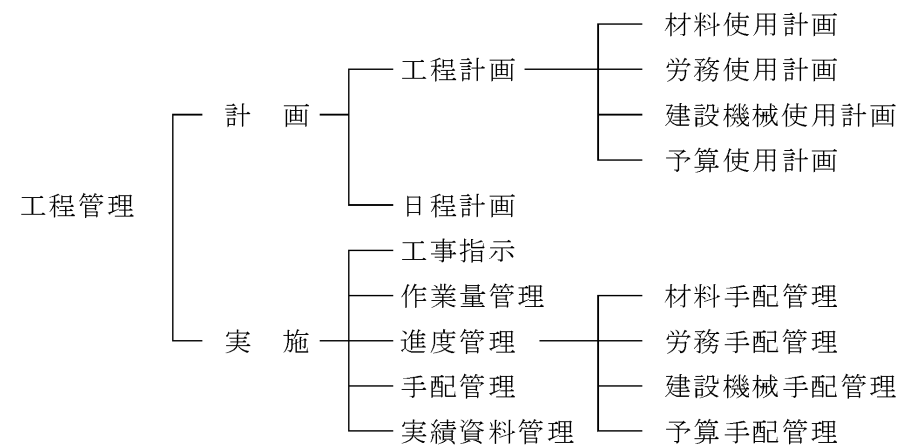 工程管理
計　画
工程計画
材料使用計画
労務使用計画
建設機械使用計画
予算使用計画
日程計画
実　施
工事指示
作業量管理
進度管理
手配管理
実績資料管理
材料手配管理
労務手配管理
建設機械手配管理
予算手配管理